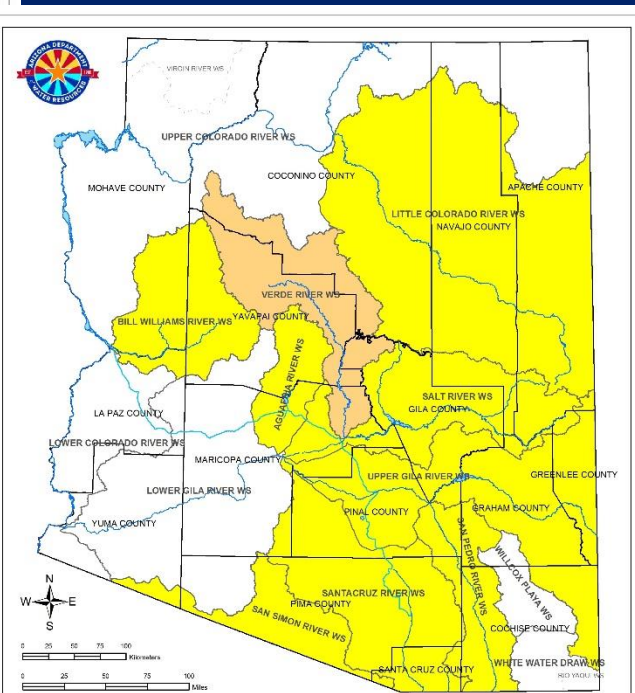 ARIZONA DEPARTMENT
WATER RESOURCES
VIRGIN RIVER WS
UPPER COLORADO RIVER WS
COCONINO COUNTY
MOHAVE COUNTY
APACHE COUNTY
LITTLE COLORADO RIVER WS
NAVAJO COUNTY
VERDE RIVER WS
YAVAPAI COUNTY
BILL WILLIAMS RIVER WS
AGUA FRIA RIVER WS
SALT RIVER WS
GILA COUNTY
LA PAZ COUNTY
LOWER COLORADO RIVER WS
MARICOPA COUNTY
UPPER GILA RIVER WS
GREENLEE COUNTY
LOWER GILA RIVER WS
GRAHAM COUNTY
PINAL COUNTY
YUMA COUNTY
SAN PEDRO RIVER WS
WILLCOX PLAYA WS
SANTACRUZ RIVER WS
PIMA COUNTY
SAN SIMON RIVER WS
COCHISE COUNTY
SANTA CRUZ COUNTY
WHITE WATER DRAW WS
RIO YAQUI WS
N
W E
S
0 25 50 75 100
Kilometers
0 25 50 75 100
Miles